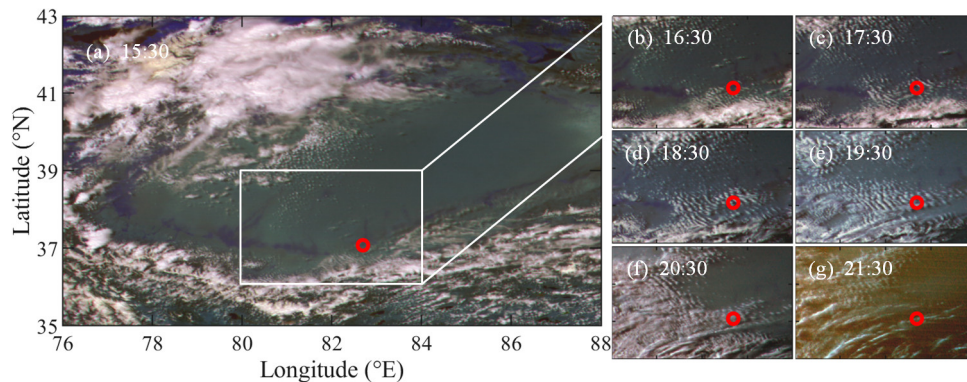 (a) 15:30
(b) 16:30
(c) 17:30
(d) 18:30
(e) 19:30
(f) 20:30
(g) 21:30
43
41
39
37
35
Latitude (°N)
76 78 80 82 84 86 88
Longitude (°E)